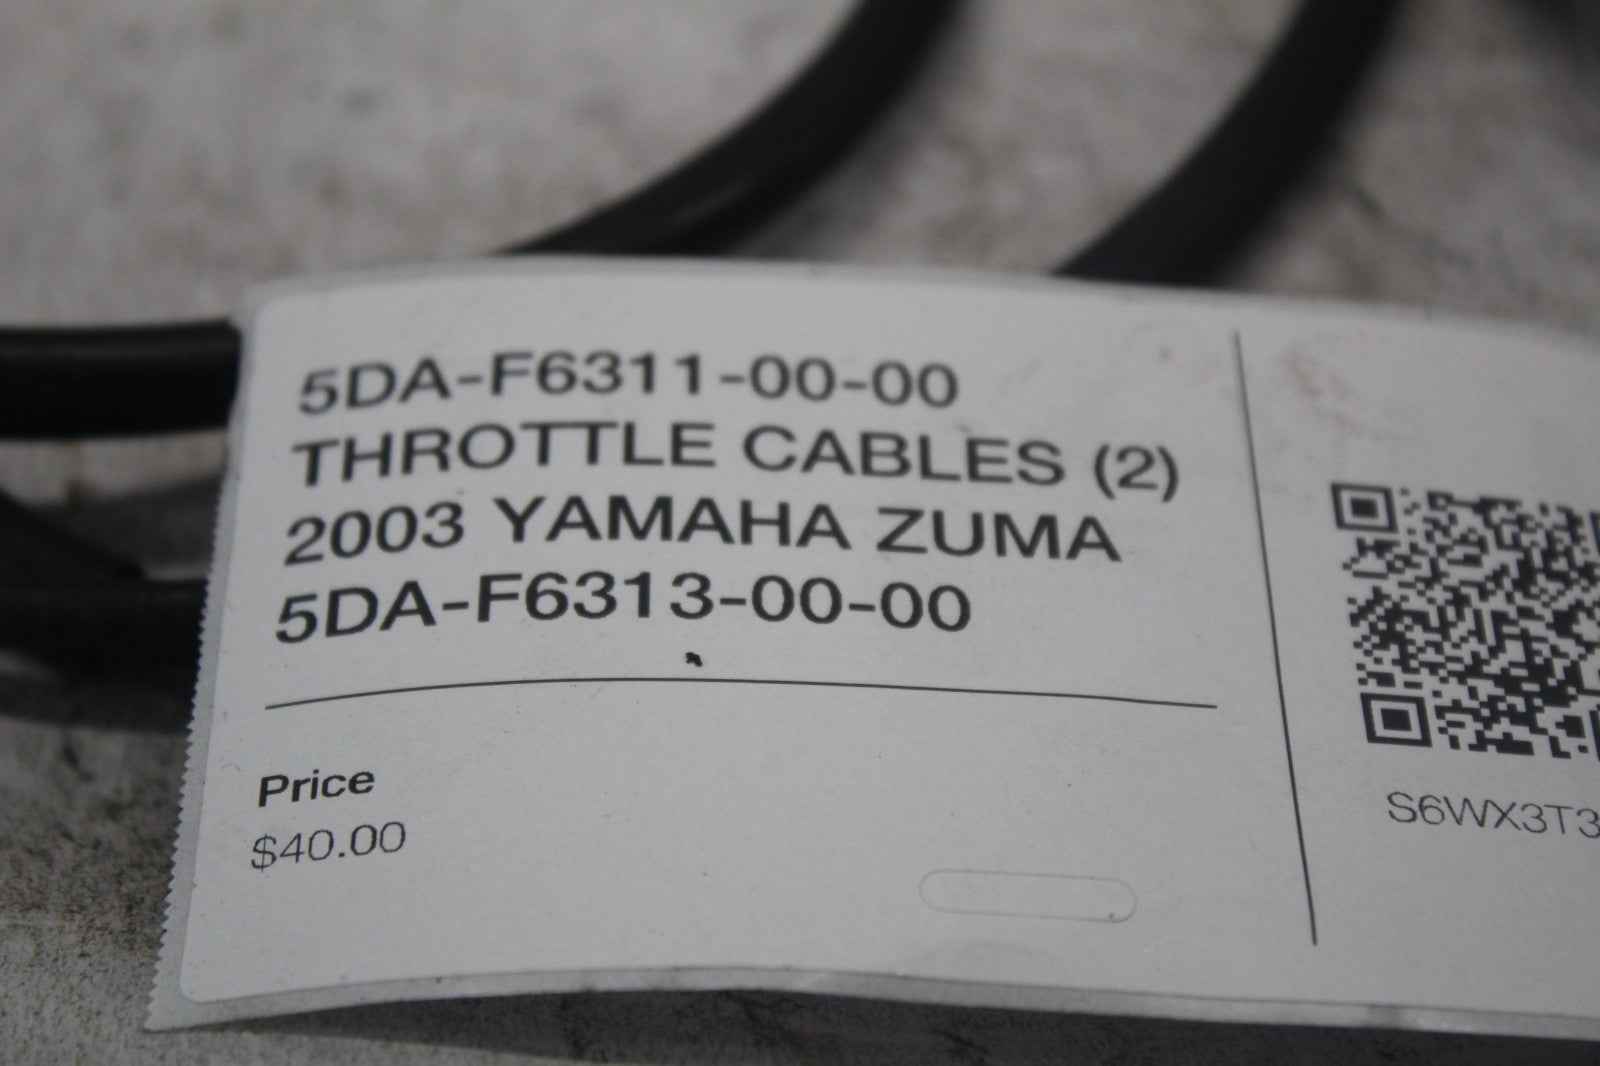 5DA-F6311-00-00
THROTTLE CABLES (2)
2003 YAMAHA ZUMA
5DA-F6313-00-00
Price
$40.00
S6WX3T3